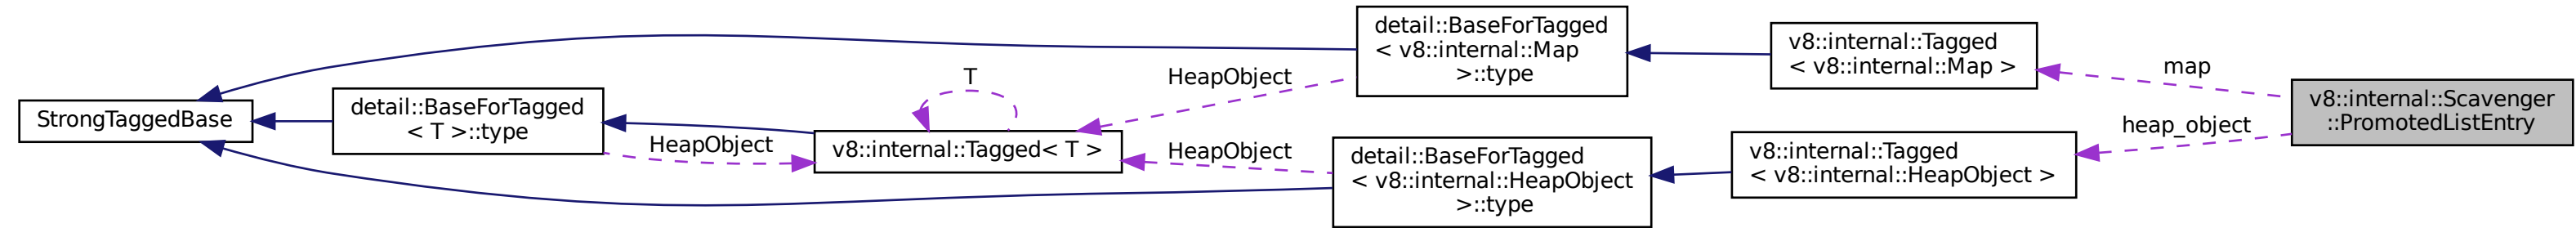 StrongTaggedBase
detail::BaseForTagged
< T >::type
HeapObject
T
v8::internal::Tagged< T >
HeapObject
HeapObject
detail::BaseForTagged
< v8::internal::Map
>::type
detail::BaseForTagged
< v8::internal::HeapObject
>::type
v8::internal::Tagged
< v8::internal::Map >
v8::internal::Tagged
< v8::internal::HeapObject >
map
heap_object
v8::internal::Scavenger
::PromotedListEntry